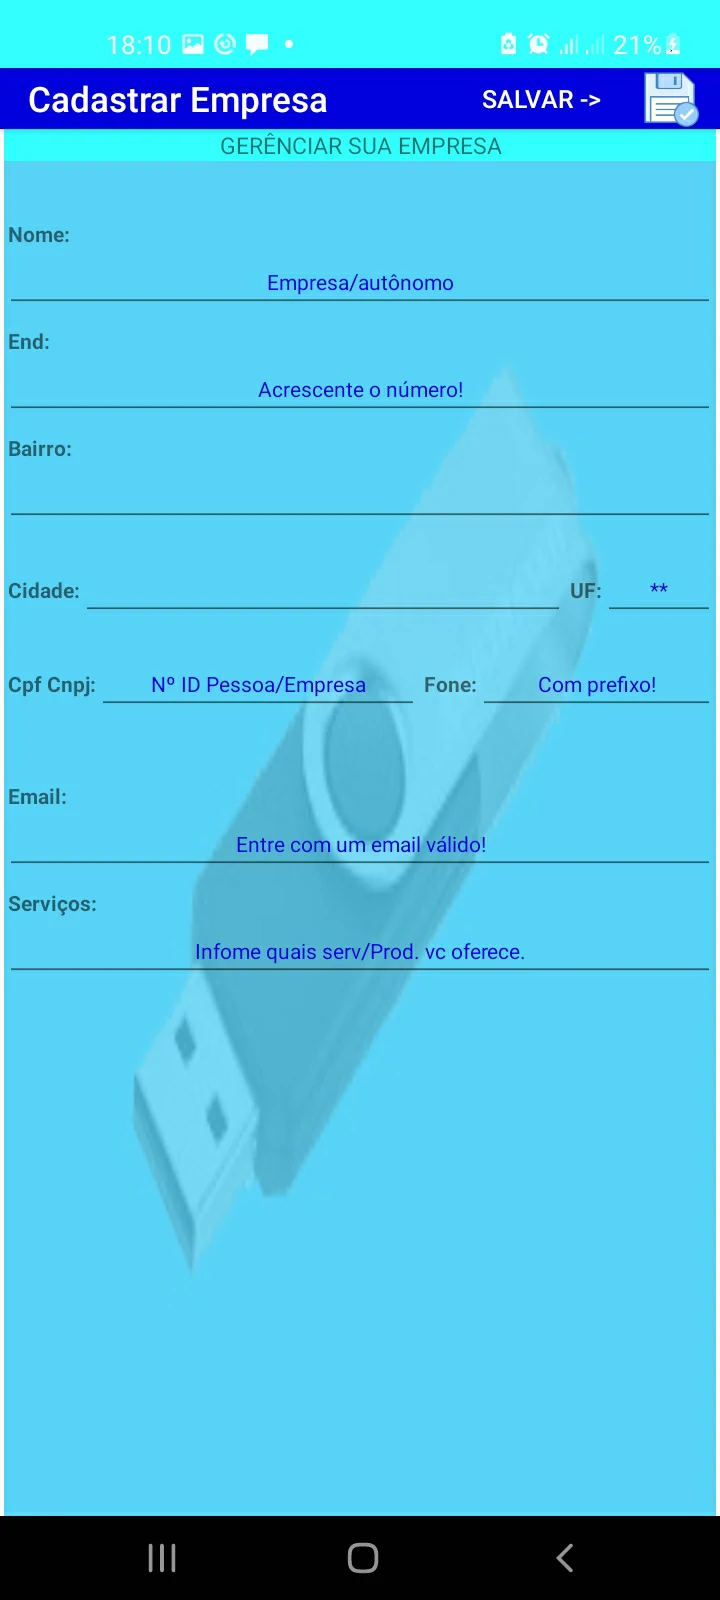 18:10 21%
Cadastrar Empresa SALVAR ->
GERÊNCIAR SUA EMPRESA
Nome:
Empresa/autônomo
End:
Acrescente o número!
Bairro:
Cidade: UF: **
Cpf Cnpj: Nº ID Pessoa/Empresa Fone: Com prefixo!
Email:
Entre com um email válido!
Serviços:
Infome quais serv/Prod. vc oferece.